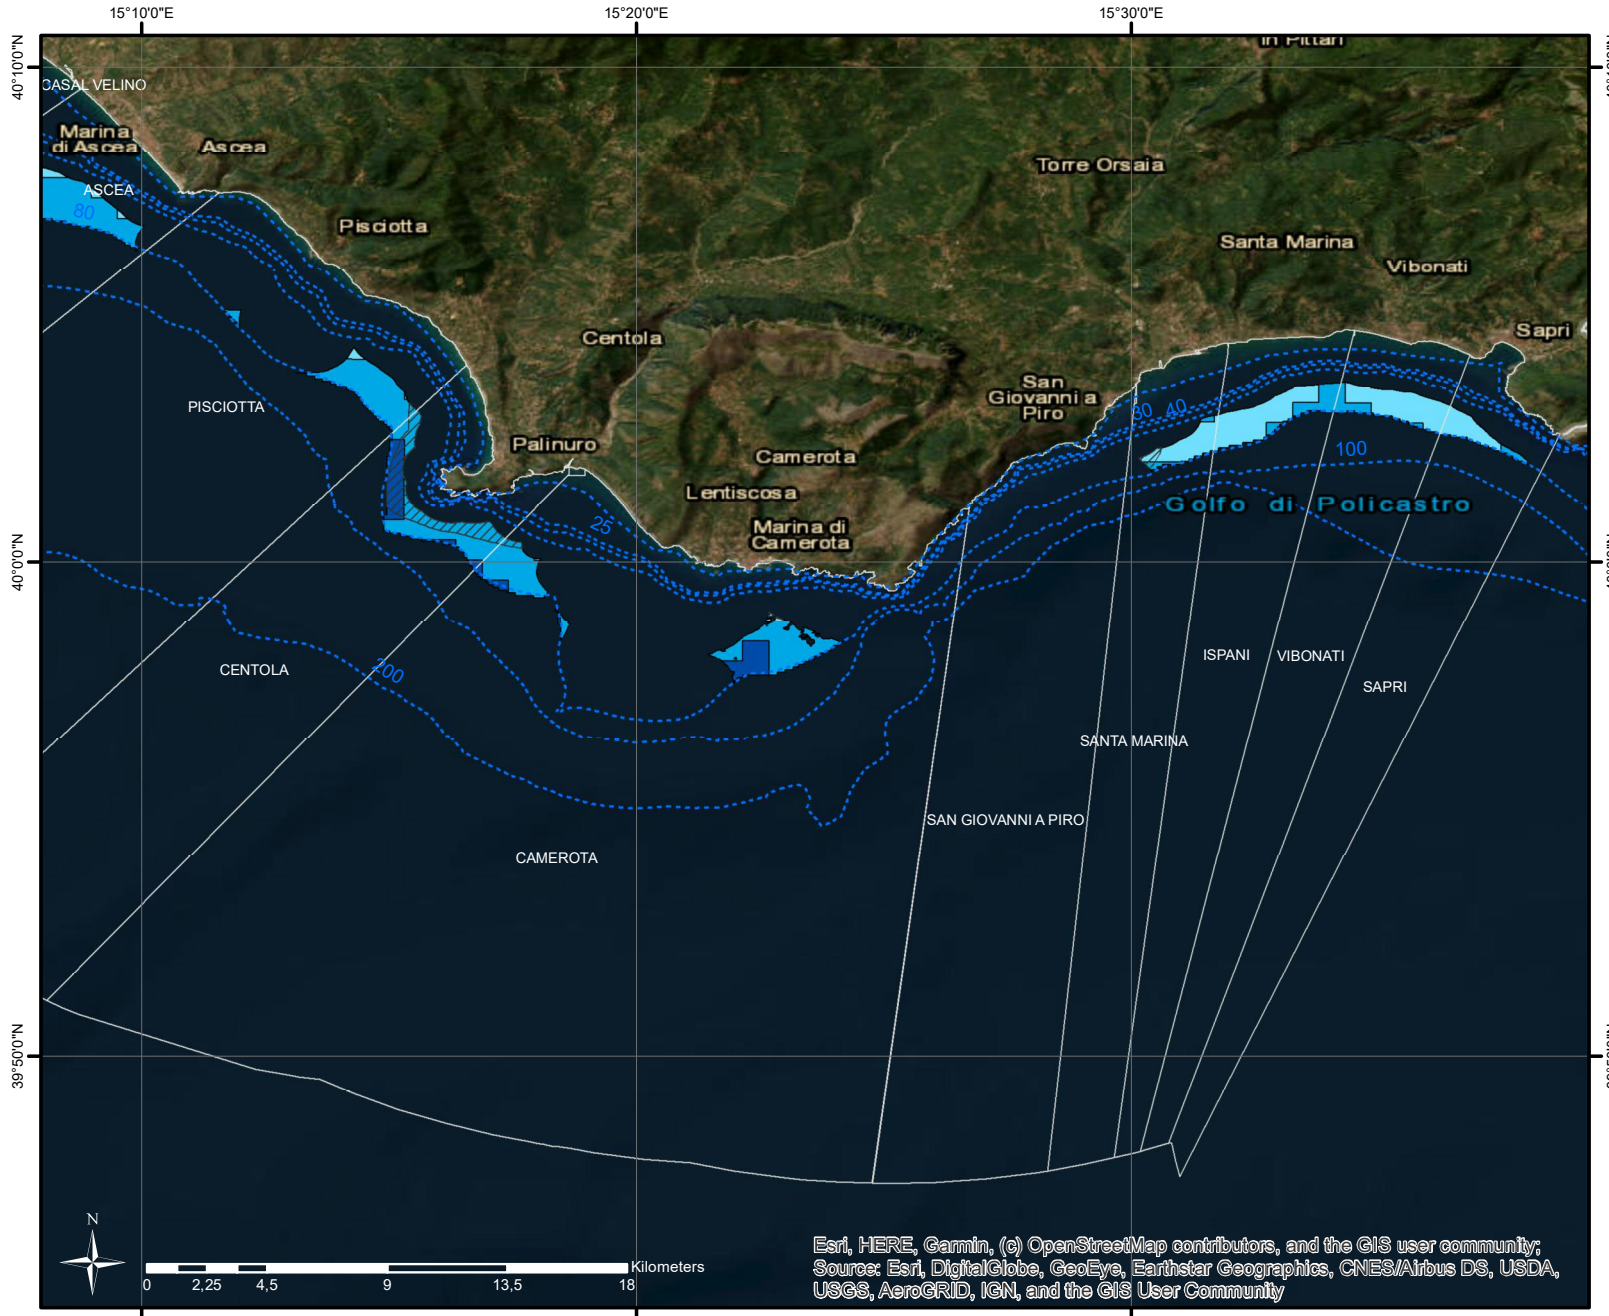 15°10'0"E
15°20'0"E
15°30'0"E
40°10'0"N
in Pittari
CASAL VELINO
Marina
di Ascea
Ascea
Torre Orsaia
ASCEA
80
Pisciotta
Santa Marina
Vibonati
Centola
Sapri
San
Giovanni a
Piro
PISCIOTTA
30
40
Palinuro
Camerota
100
Lentiscosa
Golfo di Policastro
25
Marina di
Camerota
40°0'0"N
CENTOLA
200
ISPANI
VIBONATI
SAPRI
SANTA MARINA
SAN GIOVANNI A PIRO
CAMEROTA
39°50'0"N
N
Kilometers
0
2,25
4,5
9
13,5
18
Esri, HERE, Garmin, (c) OpenStreetMap contributors, and the GIS user community;
Source: Esri, DigitalGlobe, GeoEye, Earthstar Geographics, CNES/Airbus DS, USDA,
USGS, AeroGRID, IGN, and the GIS User Community